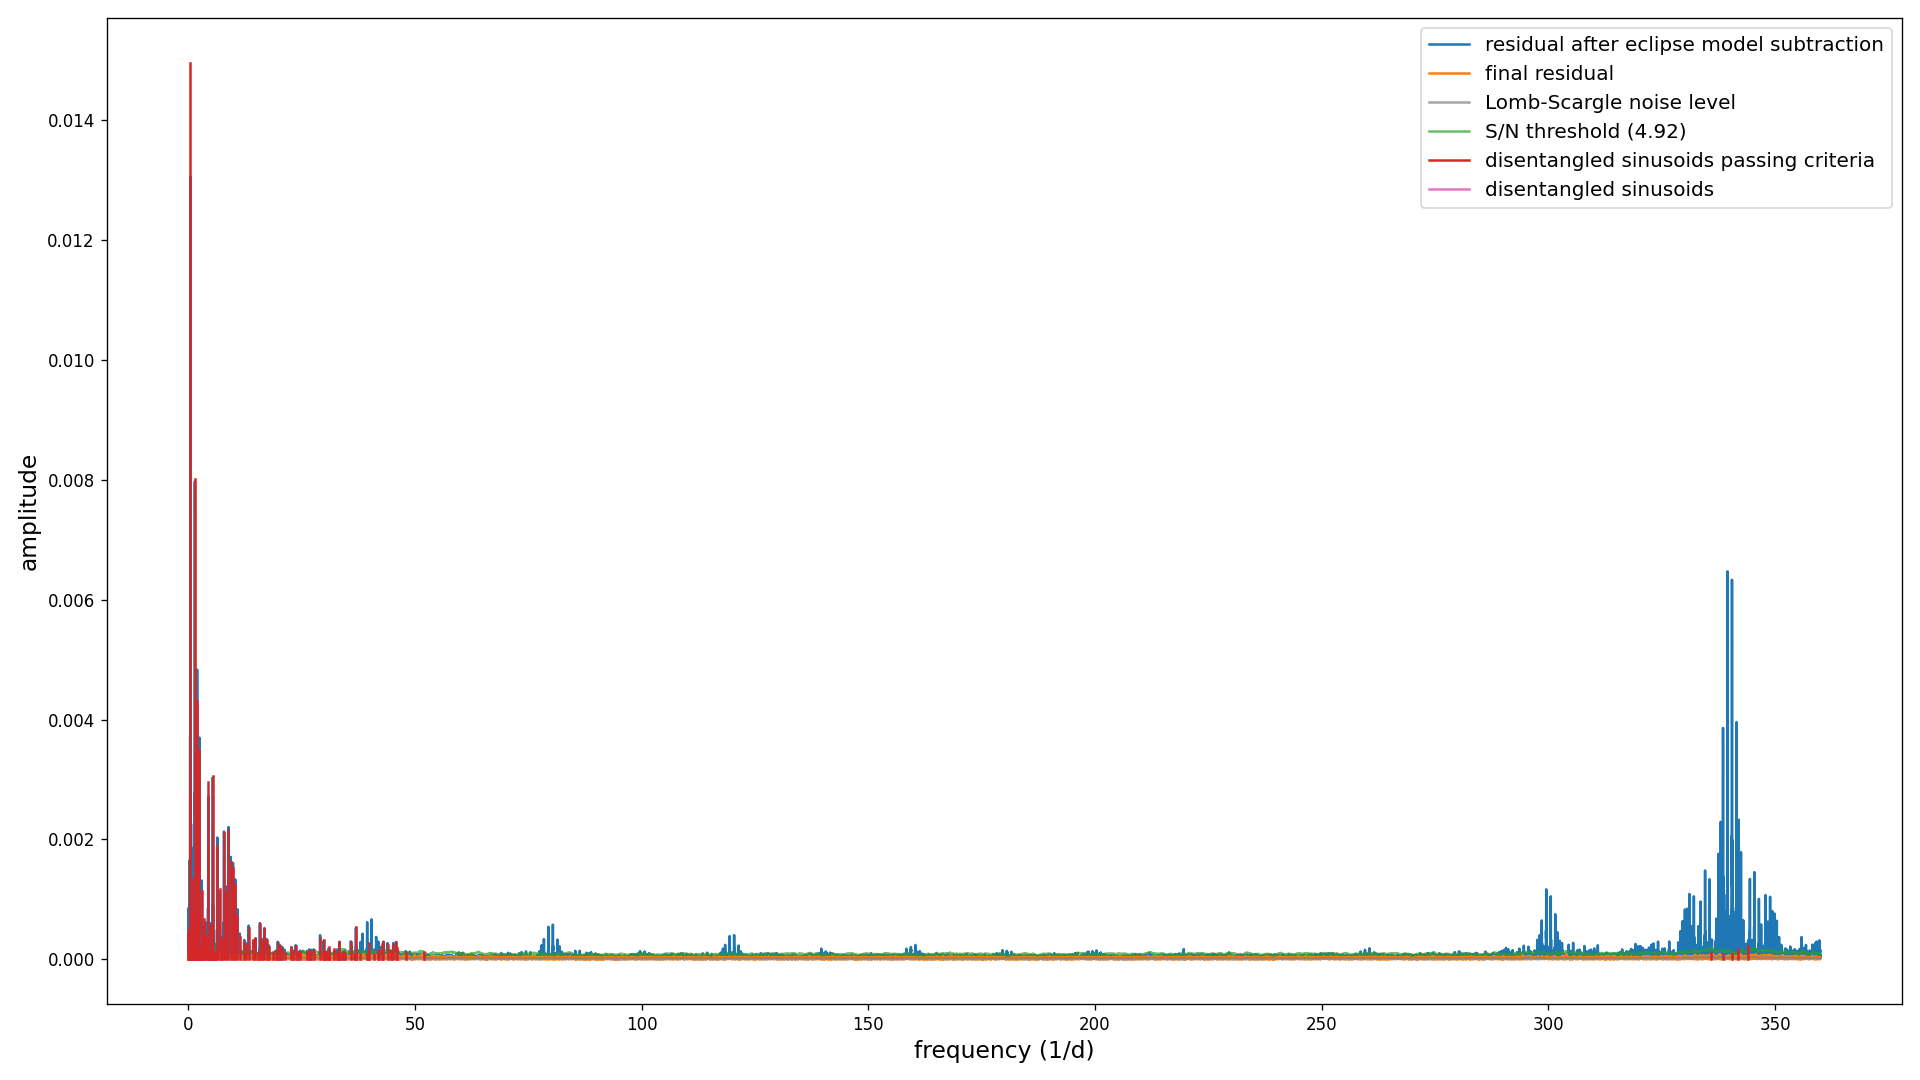 residual after eclipse model subtraction
final residual
Lomb-Scargle noise level
S/N threshold (4.92)
disentangled sinusoids passing criteria
disentangled sinusoids
amplitude
0.014
0.012
0.010
0.008
0.006
0.004
0.002
0.000
0 50 100 150 200 250 300 350
frequency (1/d)